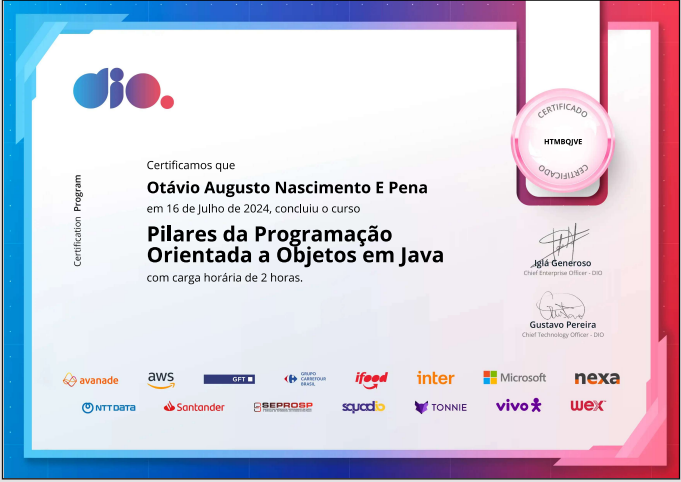 dio.
CERTIFICADO
HTMBQJVE
CERTIFICADO
Certification Program
Certificamos que
Otávio Augusto Nascimento E Pena
em 16 de Julho de 2024, concluiu o curso
Pilares da Programação
Orientada a Objetos em Java
com carga horária de 2 horas.
Iglá Generoso
Chief Enterprise Officer - DIO
Gustavo Pereira
Chief Technology Officer - DIO
avanade aws GFT GRUPO CARREFOUR BRASIL ifood inter Microsoft nexa
NTT DATA Santander SEPROSP squadio TONNIE vivo wex